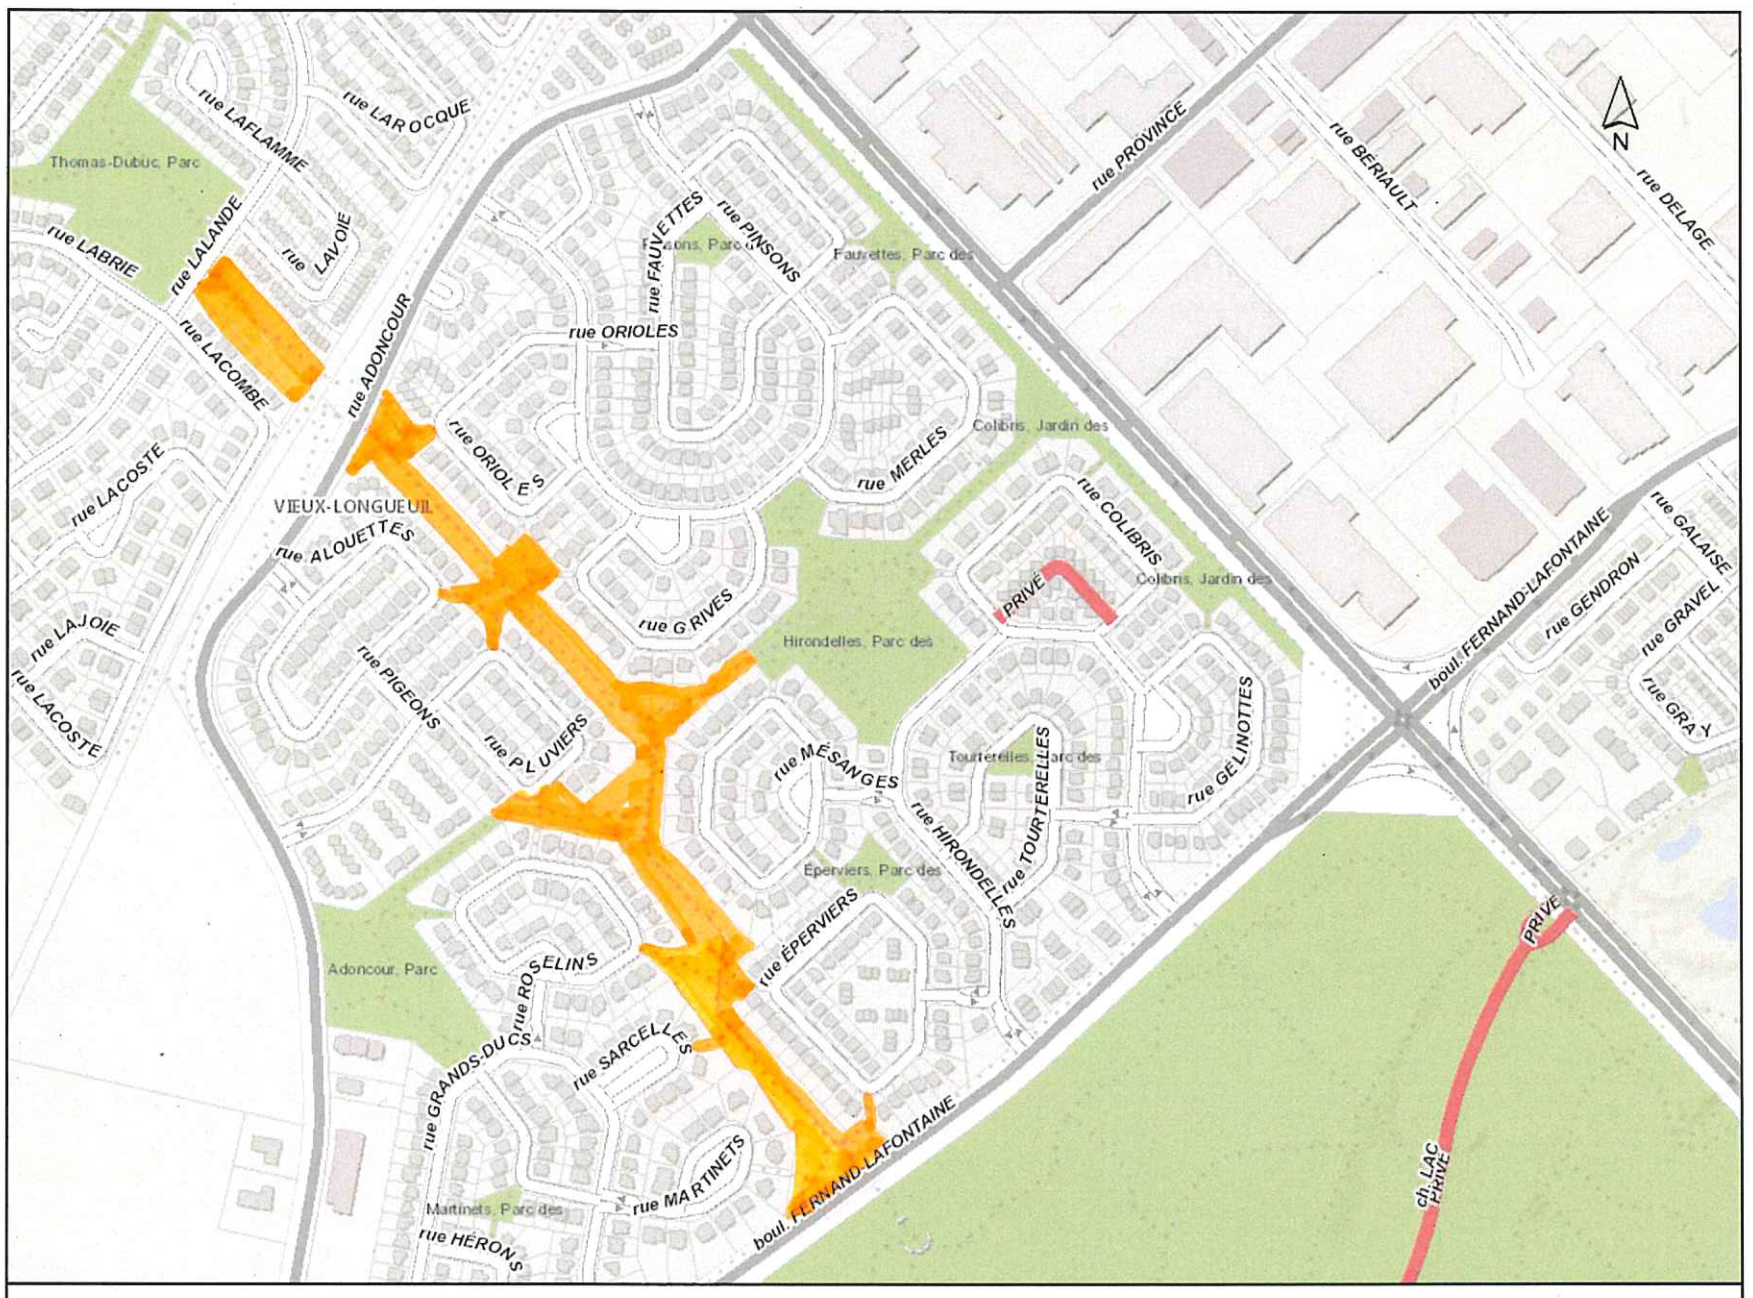 rue LAFLAMME
rue LAROCQUE
Thomas-Dubuc, Parc
rue PROVINCE
rue BÉRIAULT
N
rue DELAGE
rue LABRIE
rue LALANDE
rue LAVOIE
rue FAUVETTES
rue PINSONS
Fauvettes, Parc des
rue ORIOLES
rue LACOMBE
rue ADONCOUR
rue ORIOLES
Colibris, Jardin des
rue MERLES
rue LACOSTE
VIEUX-LONGUEUIL
rue ALOUETTES
rue COLIBRIS
Colibris, Jardin des
PRIVÉ
boul. FERNAND-LAFONTAINE
rue GALAISE
rue GENDRON
rue GRAVEL
rue GRAY
rue LAJOIE
rue LACOSTE
rue GRIVES
Hirondelles, Parc des
rue PIGEONS
rue PLUVIERS
rue MÉSANGES
Tourterelles, Parc des
rue GÉLINOTTES
rue HIRONDELLES
rue TOURTERELLES
Éperviers, Parc des
rue ÉPERVIERS
PRIVÉ
Adoncour, Parc
rue ROSELINS
rue GRANDS-DUCS
rue SARCELLES
rue MARTINETS
boul. FERNAND-LAFONTAINE
ch. LAC
PRIVÉ
Martinets, Parc des
rue HÉRONS